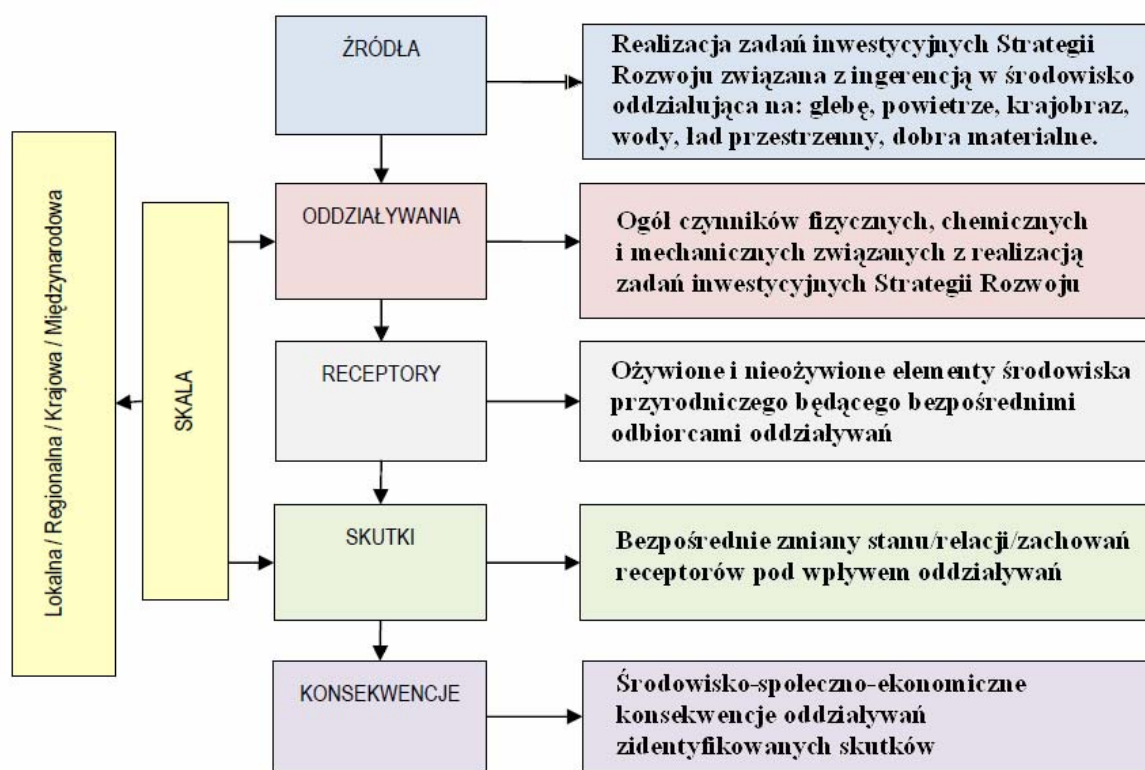 ŹRÓDŁA
Realizacja zadań inwestycyjnych Strategii
Rozwoju związana z ingerencją w środowisko
oddziałująca na: glebę, powietrze, krajobraz,
wody, ład przestrzenny, dobra materialne.
Lokalna / Regionalna / Krajowa / Międzynarodowa
SKALA
ODDZIAŁYWANIA
Ogół czynników fizycznych, chemicznych
i mechanicznych związanych z realizacją
zadań inwestycyjnych Strategii Rozwoju
RECEPTORY
Ożywione i nieożywione elementy środowiska
przyrodniczego będącego bezpośrednimi
odbiorcami oddziaływań
SKUTKI
Bezpośrednie zmiany stanu/relacji/zachowań
receptorów pod wpływem oddziaływań
KONSEKWENCJE
Środowisko-społeczno-ekonomiczne
konsekwencje oddziaływań
zidentyfikowanych skutków